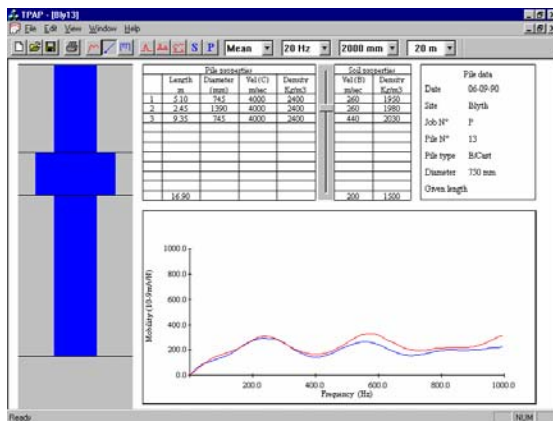 TPAP - [Bly13]
File Edit View Window Help
S P Mean 20 Hz 2000 mm 20 m
Pile properties
Length Diameter Vel (C) Density
m (mm) m/sec Kg/m3
1 5.10 745 4000 2400
2 2.45 1390 4000 2400
3 9.35 745 4000 2400
16.90
Soil properties
Vel (B) Density
m/sec Kg/m3
260 1950
260 1980
440 2030
200 1500
Pile data
Date 06-09-90
Site Blyth
Job Nº P
Pile Nº 13
Pile type B/Cast
Diameter 750 mm
Given length
Mobility (10-9m/s/N)
1000.0
800.0
600.0
400.0
200.0
0.0
200.0 400.0 600.0 800.0 1000.0
Frequency (Hz)
Ready NUM